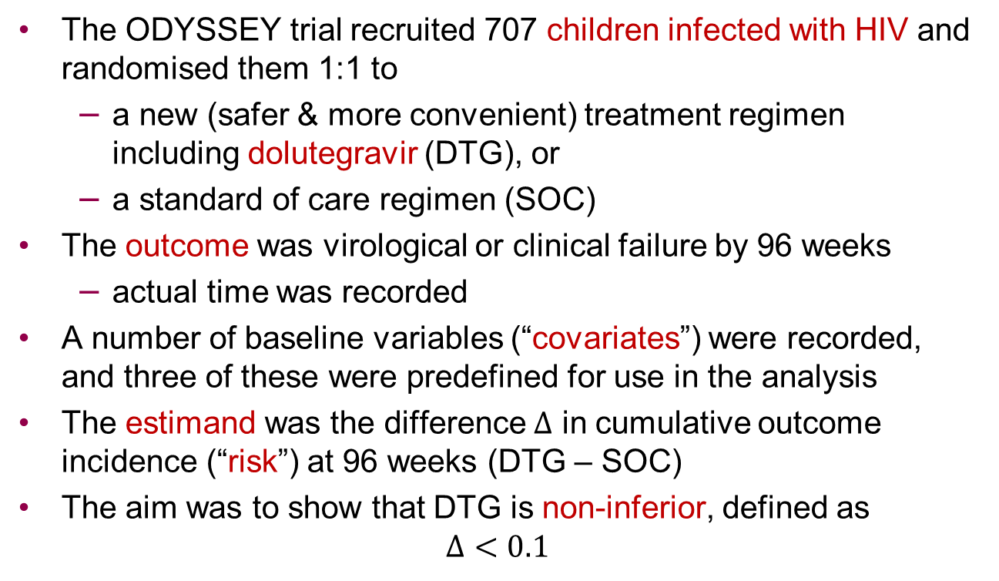 • The ODYSSEY trial recruited 707 children infected with HIV and
randomised them 1:1 to
– a new (safer & more convenient) treatment regimen
including dolutegravir (DTG), or
– a standard of care regimen (SOC)
• The outcome was virological or clinical failure by 96 weeks
– actual time was recorded
• A number of baseline variables (“covariates”) were recorded,
and three of these were predefined for use in the analysis
• The estimand was the difference Δ in cumulative outcome
incidence (“risk”) at 96 weeks (DTG – SOC)
• The aim was to show that DTG is non-inferior, defined as
Δ < 0.1